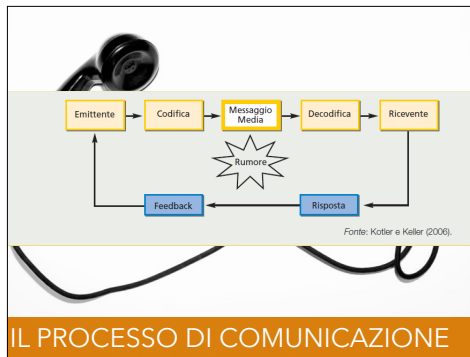 Emittente
Codifica
Messaggio
Media
Decodifica
Ricevente
Rumore
Feedback
Risposta
Fonte: Kotler e Keller (2006).
IL PROCESSO DI COMUNICAZIONE